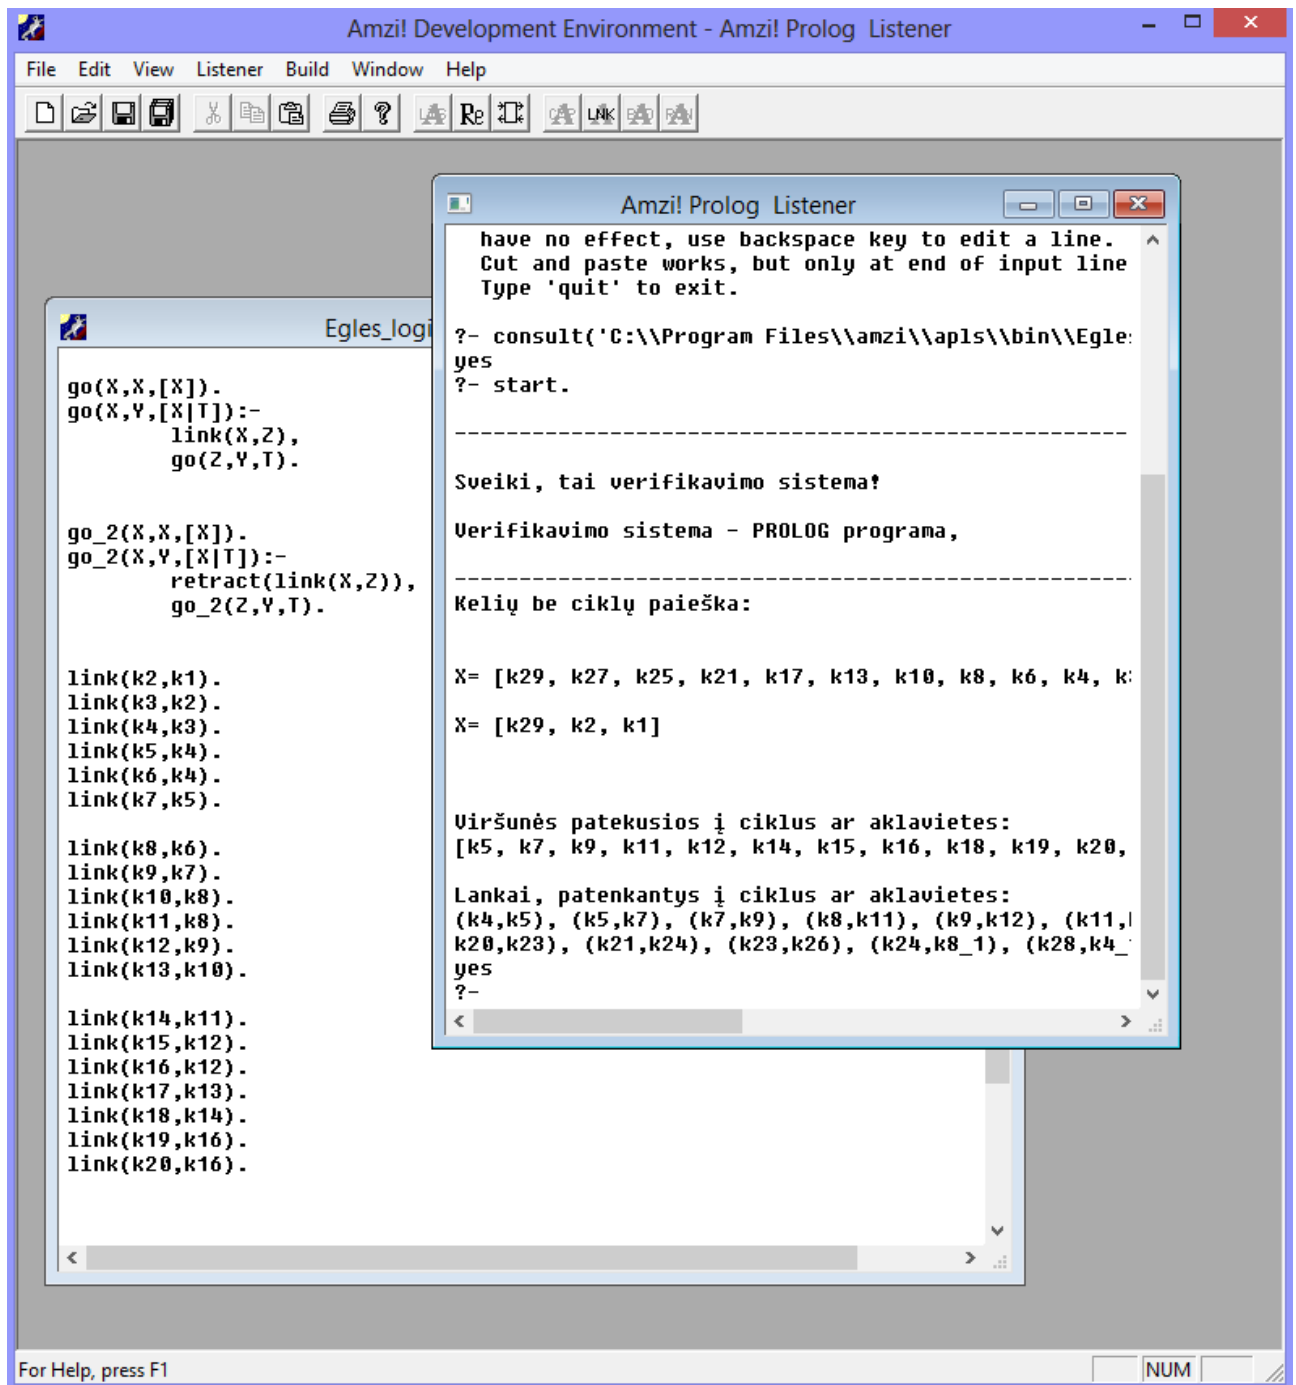 Amzi! Development Environment - Amzi! Prolog Listener
File Edit View Listener Build Window Help
Re LNK
Egles_logi
go(X,X,[X]).
go(X,Y,[X|T]):-
link(X,Z),
go(Z,Y,T).
go_2(X,X,[X]).
go_2(X,Y,[X|T]):-
retract(link(X,Z)),
go_2(Z,Y,T).
link(k2,k1).
link(k3,k2).
link(k4,k3).
link(k5,k4).
link(k6,k4).
link(k7,k5).
link(k8,k6).
link(k9,k7).
link(k10,k8).
link(k11,k8).
link(k12,k9).
link(k13,k10).
link(k14,k11).
link(k15,k12).
link(k16,k12).
link(k17,k13).
link(k18,k14).
link(k19,k16).
link(k20,k16).
Amzi! Prolog Listener
have no effect, use backspace key to edit a line.
Cut and paste works, but only at end of input line
Type 'quit' to exit.
?- consult('C:\\Program Files\\amzi\\apls\\bin\\Egles
yes
?- start.
----------------------------------------------------
Sveiki, tai verifikavimo sistema!
Verifikavimo sistema - PROLOG programa,
----------------------------------------------------
Kelių be ciklų paieška:
X= [k29, k27, k25, k21, k17, k13, k10, k8, k6, k4,
X= [k29, k2, k1]
Viršunės patekusios į ciklus ar aklavietes:
[k5, k7, k9, k11, k12, k14, k15, k16, k18, k19, k20,
Lankai, patenkantys į ciklus ar aklavietes:
(k4,k5), (k5,k7), (k7,k9), (k8,k11), (k9,k12), (k11,
k20,k23), (k21,k24), (k23,k26), (k24,k8_1), (k28,k4_
yes
?-
For Help, press F1
NUM